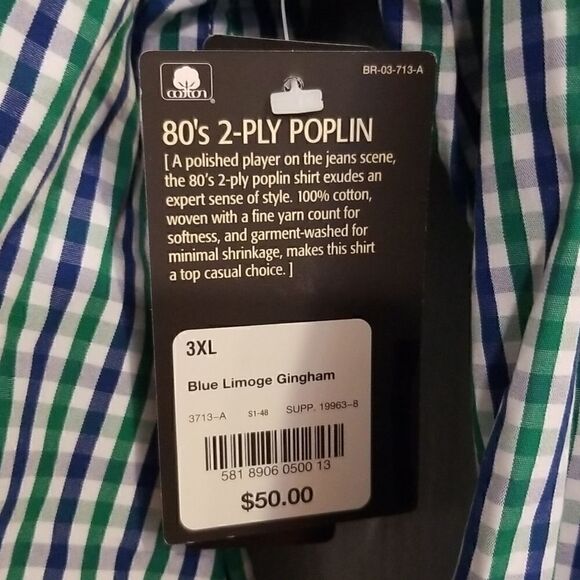 BR-03-713-A
cotton
80's 2-PLY POPLIN
[ A polished player on the jeans scene,
the 80's 2-ply poplin shirt exudes an
expert sense of style. 100% cotton,
woven with a fine yarn count for
softness, and garment-washed for
minimal shrinkage, makes this shirt
a top casual choice. ]
3XL
Blue Limoge Gingham
3713-A S1-48 SUPP. 19963-8
581 8906 0500 13
$50.00